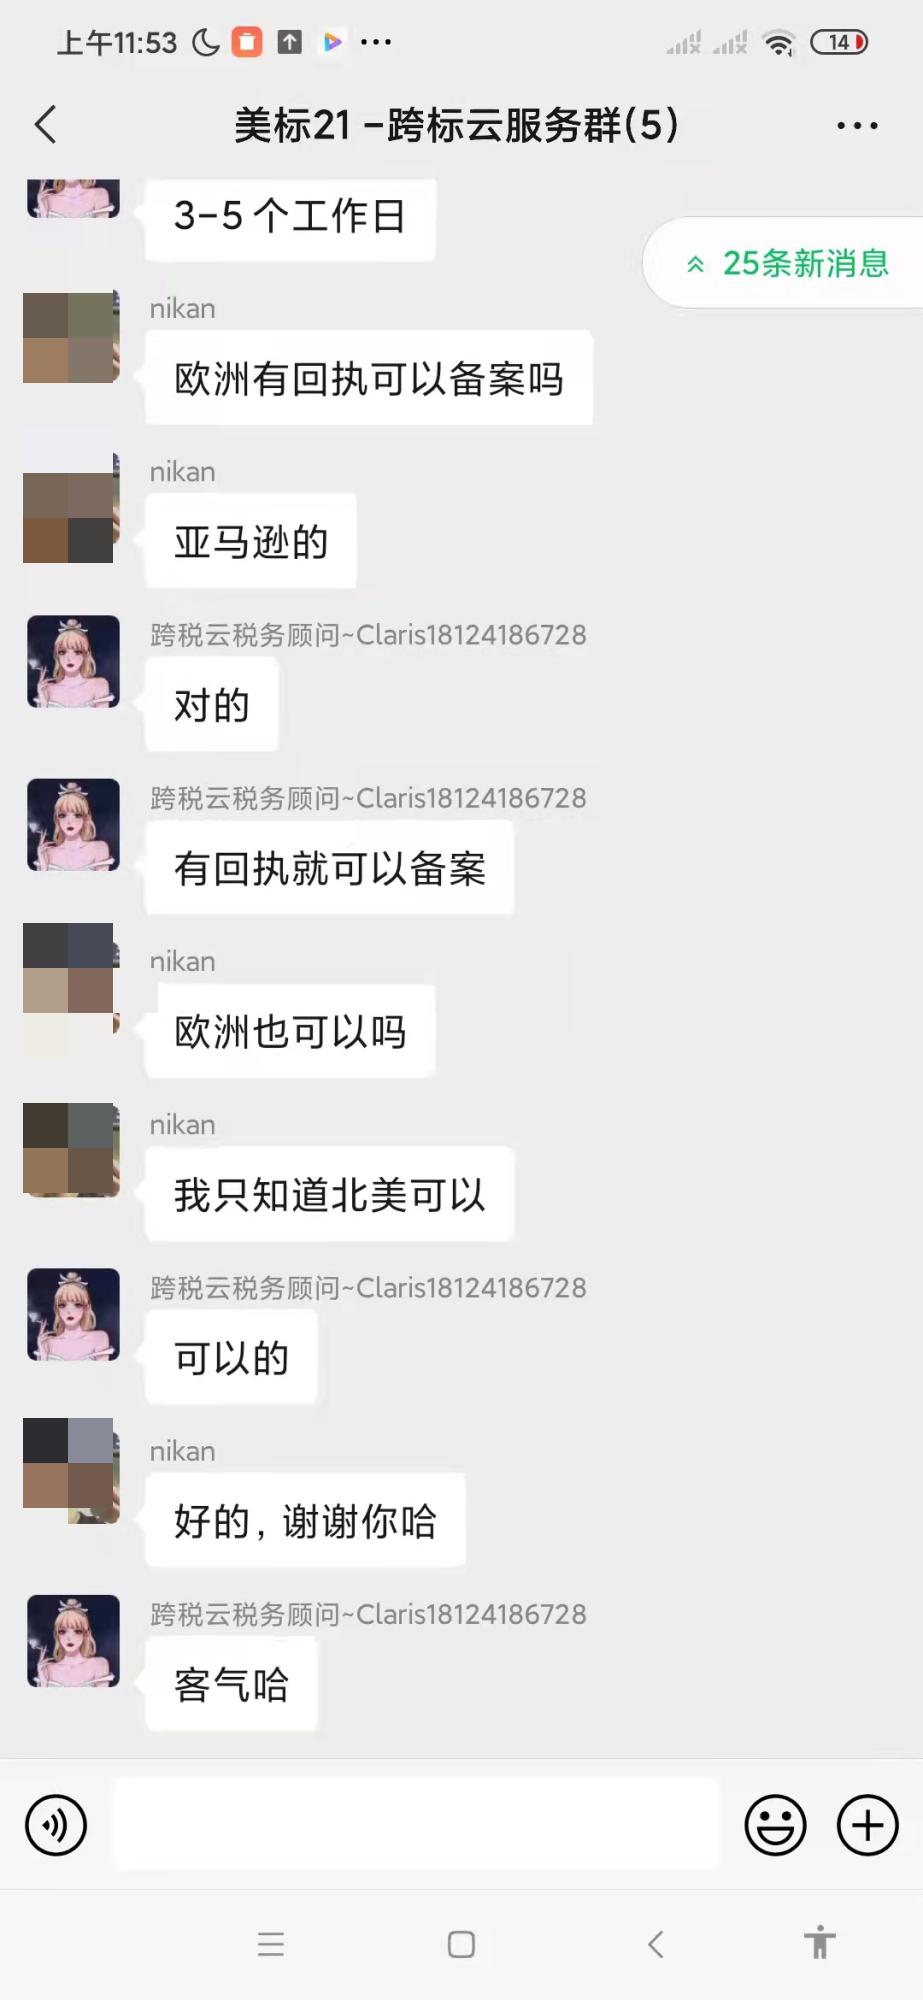 上午11:53
14
美标21 -跨标云服务群(5)
3-5个工作日
25条新消息
nikan
欧洲有回执可以备案吗
nikan
亚马逊的
跨税云税务顾问~Claris18124186728
对的
跨税云税务顾问~Claris18124186728
有回执就可以备案
nikan
欧洲也可以吗
nikan
我只知道北美可以
跨税云税务顾问~Claris18124186728
可以的
nikan
好的,谢谢你哈
跨税云税务顾问~Claris18124186728
客气哈